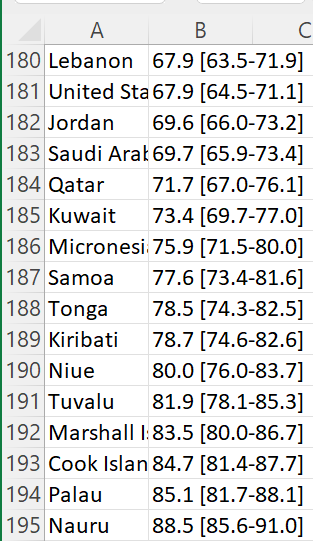 A B C
180 Lebanon 67.9 [63.5-71.9]
181 United Sta 67.9 [64.5-71.1]
182 Jordan 69.6 [66.0-73.2]
183 Saudi Arab 69.7 [65.9-73.4]
184 Qatar 71.7 [67.0-76.1]
185 Kuwait 73.4 [69.7-77.0]
186 Micronesia 75.9 [71.5-80.0]
187 Samoa 77.6 [73.4-81.6]
188 Tonga 78.5 [74.3-82.5]
189 Kiribati 78.7 [74.6-82.6]
190 Niue 80.0 [76.0-83.7]
191 Tuvalu 81.9 [78.1-85.3]
192 Marshall I 83.5 [80.0-86.7]
193 Cook Islan 84.7 [81.4-87.7]
194 Palau 85.1 [81.7-88.1]
195 Nauru 88.5 [85.6-91.0]